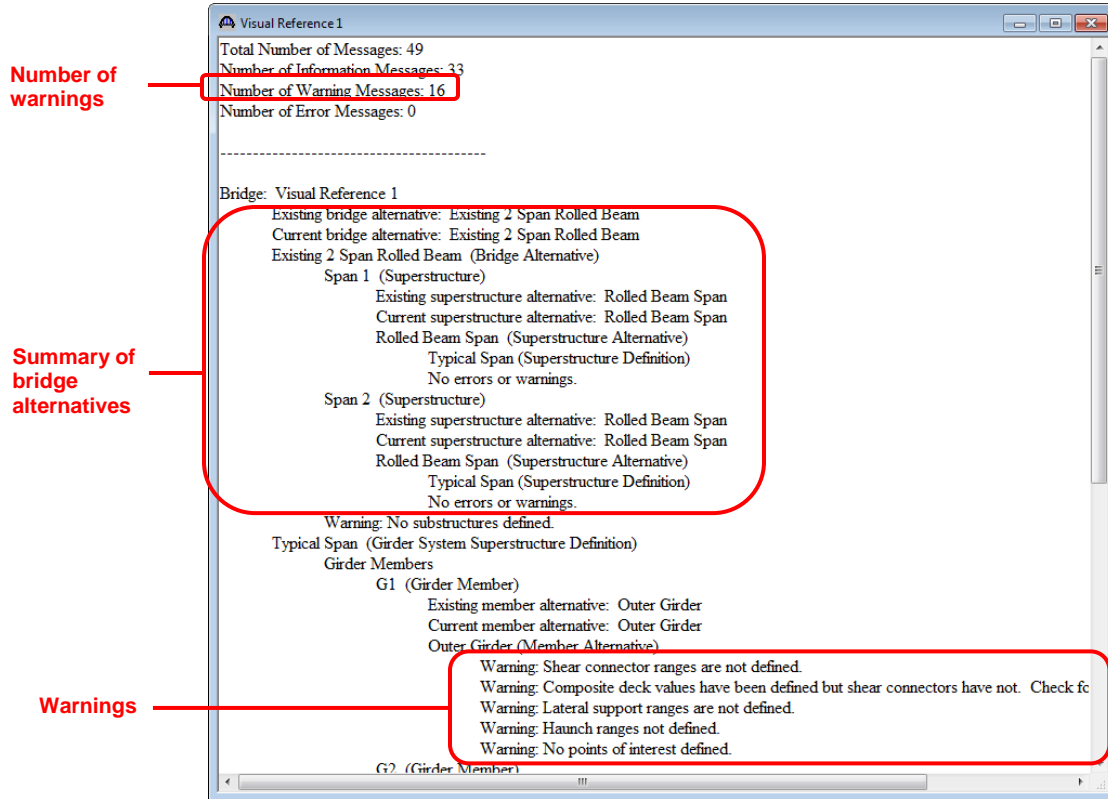 Visual Reference 1
Total Number of Messages: 49
Number of Information Messages: 33
Number of warnings
Number of Warning Messages: 16
Number of Error Messages: 0
-----------------------------------------
Bridge: Visual Reference 1
Existing bridge alternative: Existing 2 Span Rolled Beam
Current bridge alternative: Existing 2 Span Rolled Beam
Existing 2 Span Rolled Beam (Bridge Alternative)
Span 1 (Superstructure)
Existing superstructure alternative: Rolled Beam Span
Current superstructure alternative: Rolled Beam Span
Rolled Beam Span (Superstructure Alternative)
Typical Span (Superstructure Definition)
No errors or warnings.
Summary of bridge alternatives
Span 2 (Superstructure)
Existing superstructure alternative: Rolled Beam Span
Current superstructure alternative: Rolled Beam Span
Rolled Beam Span (Superstructure Alternative)
Typical Span (Superstructure Definition)
No errors or warnings.
Warning: No substructures defined.
Typical Span (Girder System Superstructure Definition)
Girder Members
G1 (Girder Member)
Existing member alternative: Outer Girder
Current member alternative: Outer Girder
Outer Girder (Member Alternative)
Warnings
Warning: Shear connector ranges are not defined.
Warning: Composite deck values have been defined but shear connectors have not. Check fc
Warning: Lateral support ranges are not defined.
Warning: Haunch ranges not defined.
Warning: No points of interest defined.
G2 (Girder Member)